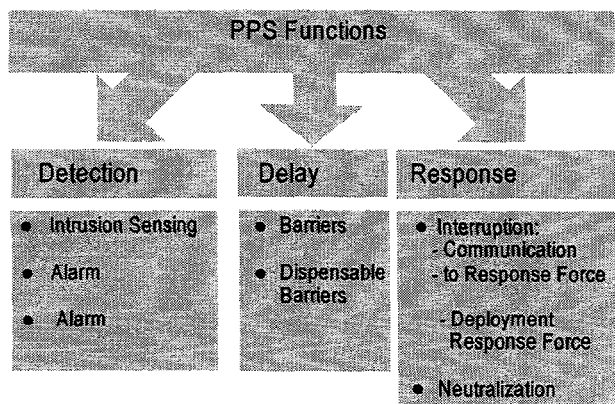 PPS Functions
Detection
● Intrusion Sensing
● Alarm
● Alarm
Delay
● Barriers
● Dispensable
Barriers
Response
● Interruption:
- Communication
- to Response Force
- Deployment
Response Force
● Neutralization